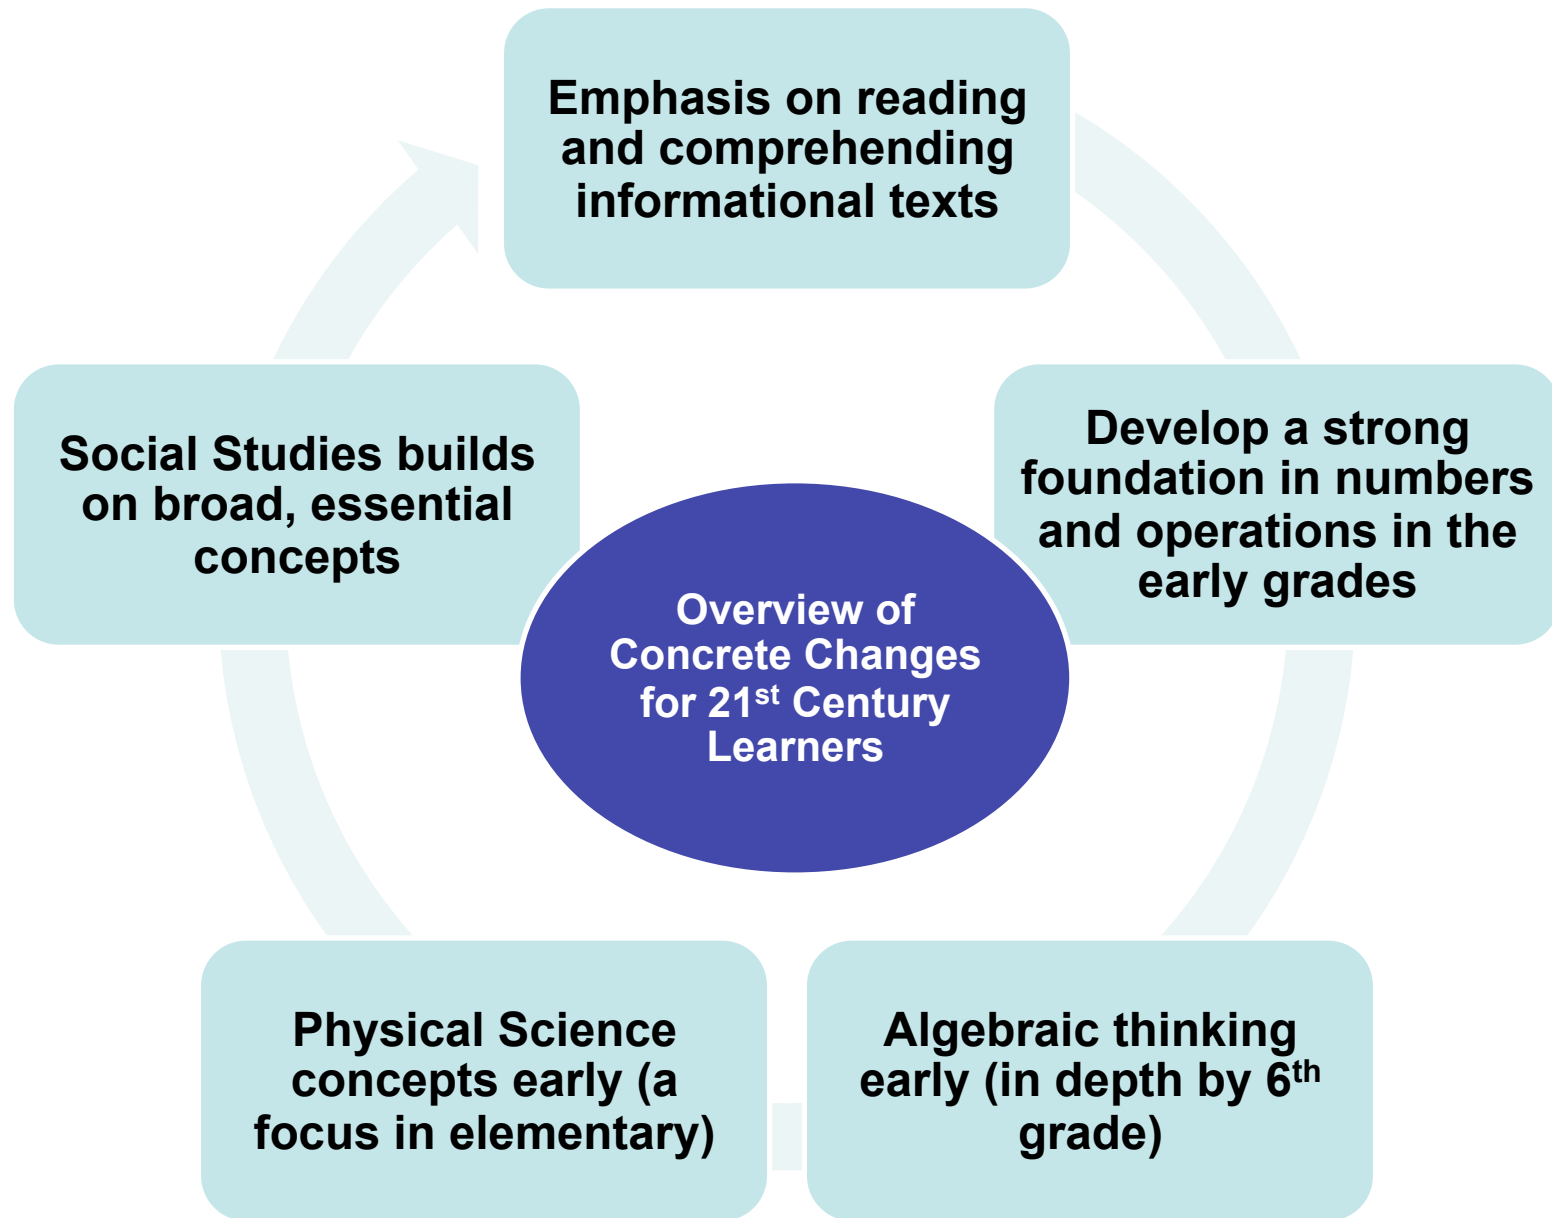 Emphasis on reading
and comprehending
informational texts
Develop a strong
foundation in numbers
and operations in the
early grades
Algebraic thinking
early (in depth by 6th
grade)
Physical Science
concepts early (a
focus in elementary)
Social Studies builds
on broad, essential
concepts
Overview of
Concrete Changes
for 21st Century
Learners